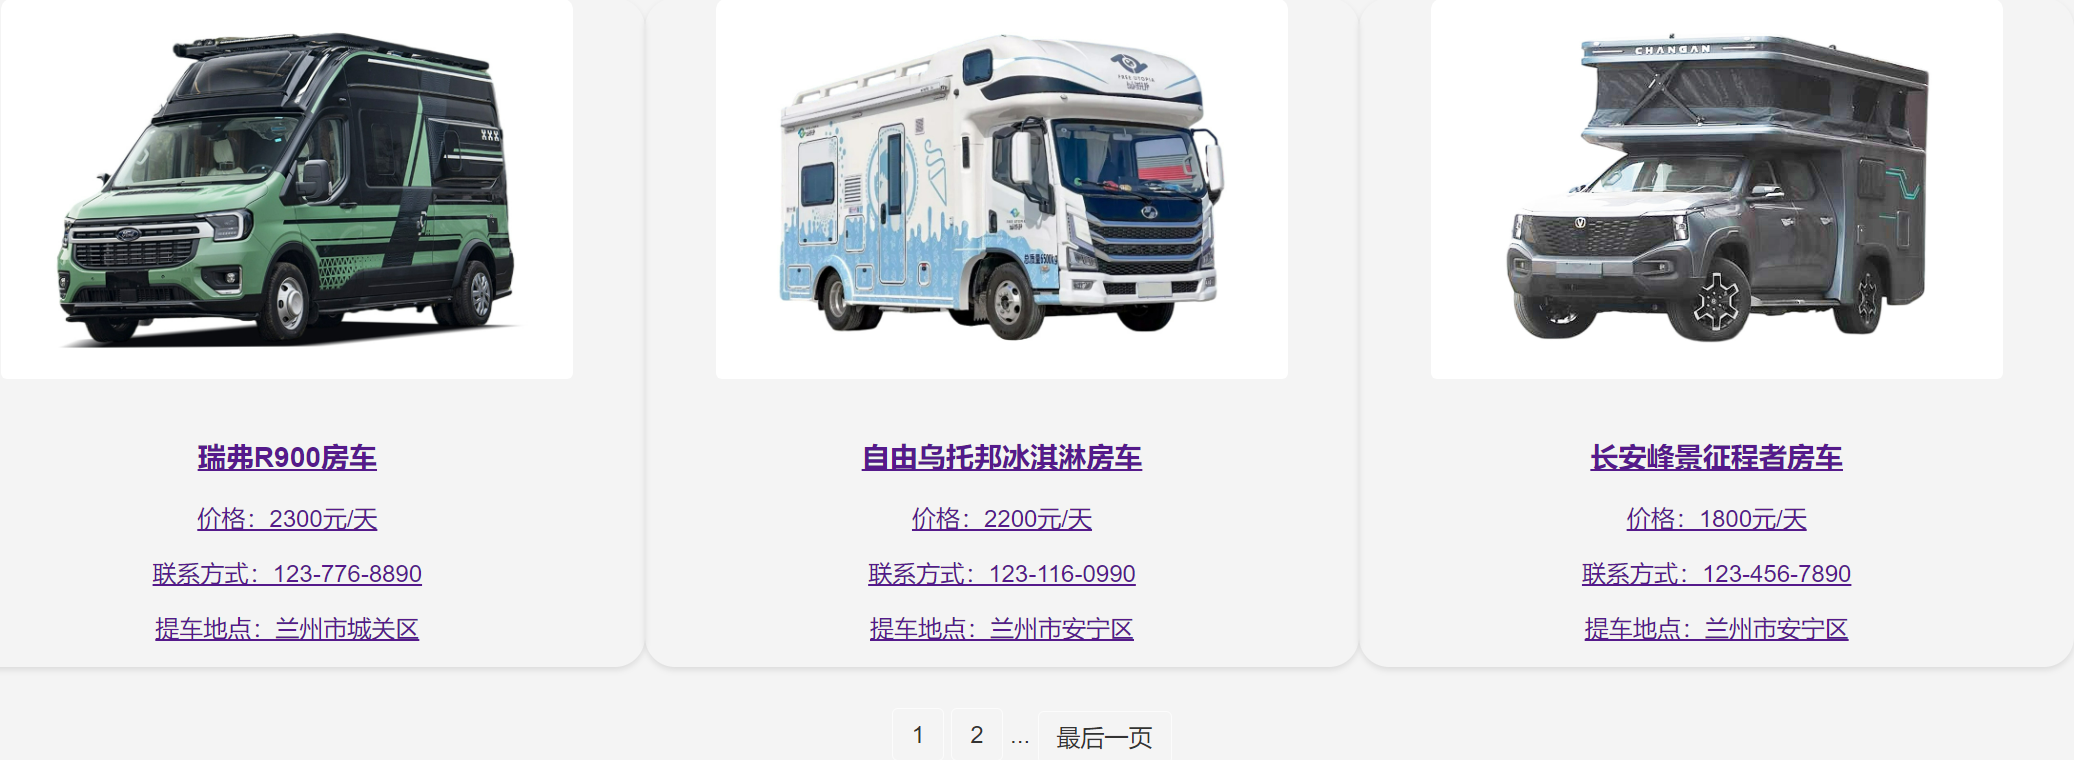 CHANGAN
FREE UTOPIA
瑞弗R900房车
自由乌托邦冰淇淋房车
长安峰景征程者房车
价格：2300元/天
价格：2200元/天
价格：1800元/天
联系方式：123-776-8890
联系方式：123-116-0990
联系方式：123-456-7890
提车地点：兰州市城关区
提车地点：兰州市安宁区
提车地点：兰州市安宁区
1 2 ... 最后一页